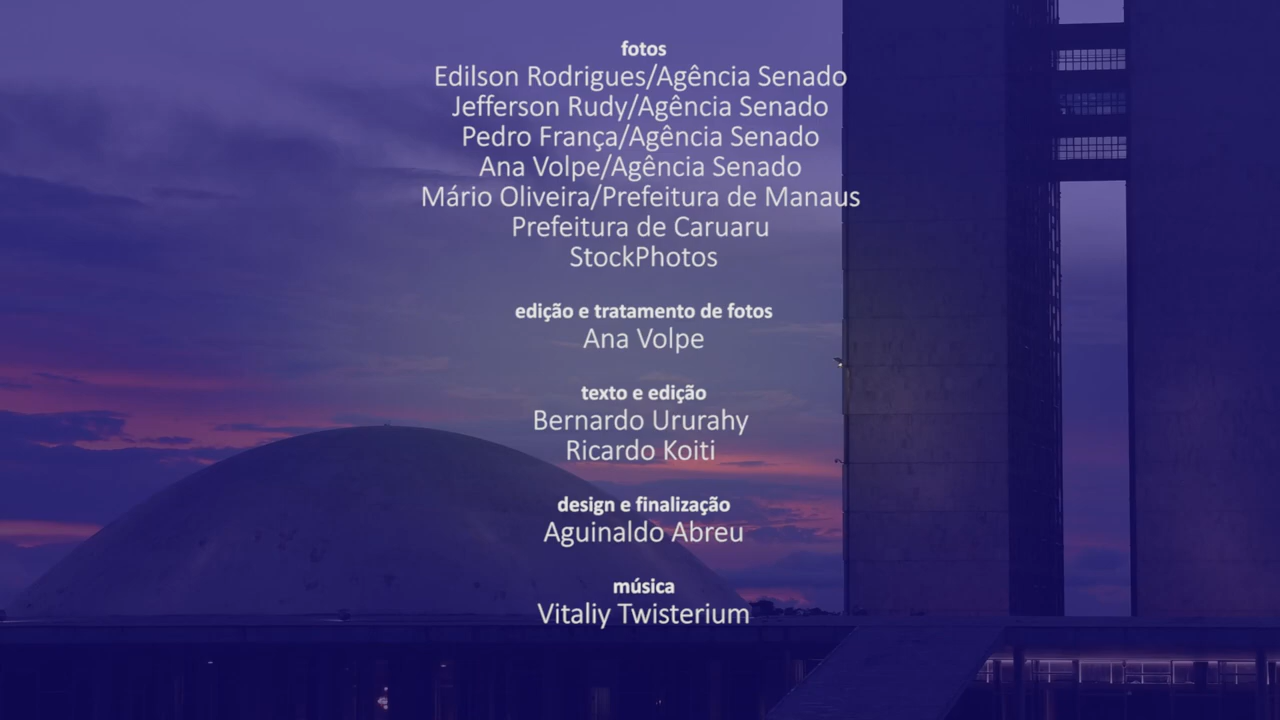 fotos
Edilson Rodrigues/Agência Senado
Jefferson Rudy/Agência Senado
Pedro França/Agência Senado
Ana Volpe/Agência Senado
Mário Oliveira/Prefeitura de Manaus
Prefeitura de Caruaru
StockPhotos
edição e tratamento de fotos
Ana Volpe
texto e edição
Bernardo Ururahy
Ricardo Koiti
design e finalização
Aguinaldo Abreu
música
Vitaliy Twisterium